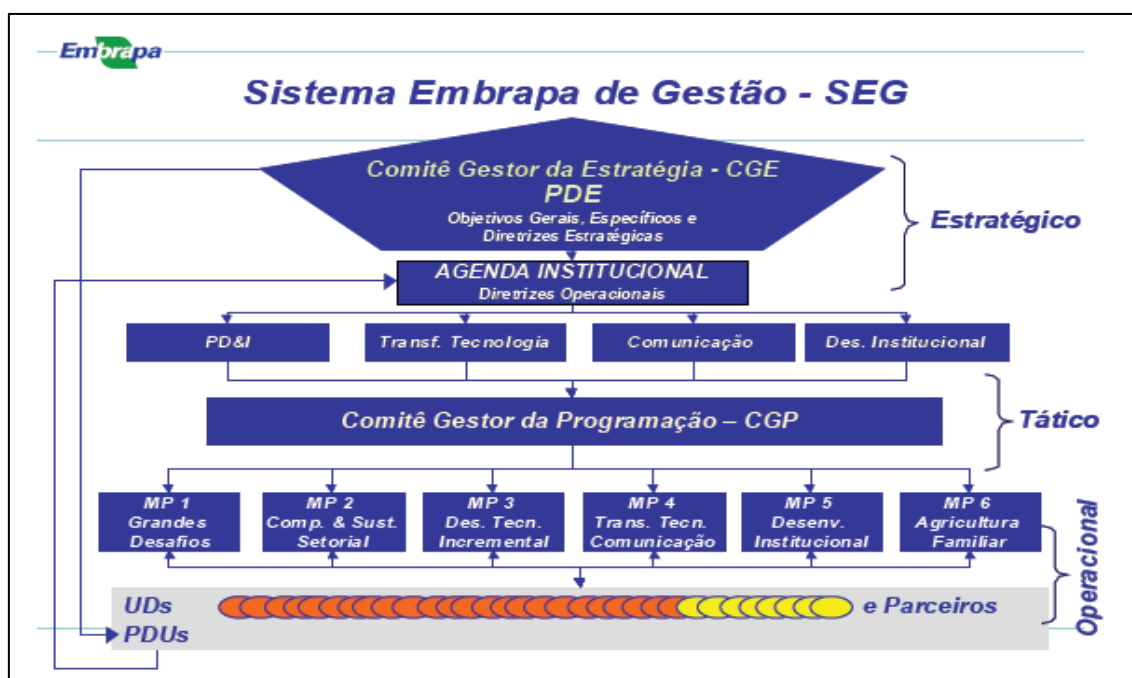 Embrapa
Sistema Embrapa de Gestão - SEG
Comitê Gestor da Estratégia - CGE
PDE
Objetivos Gerais, Específicos e
Diretrizes Estratégicas
Estratégico
AGENDA INSTITUCIONAL
Diretrizes Operacionais
PD&I
Transf. Tecnologia
Comunicação
Des. Institucional
Comitê Gestor da Programação – CGP
Tático
MP 1
Grandes
Desafios
MP 2
Comp. & Sust.
Setorial
MP 3
Des. Tecn.
Incremental
MP 4
Trans. Tecn.
Comunicação
MP 5
Desenv.
Institucional
MP 6
Agricultura
Familiar
Operacional
UDs
e Parceiros
PDUs